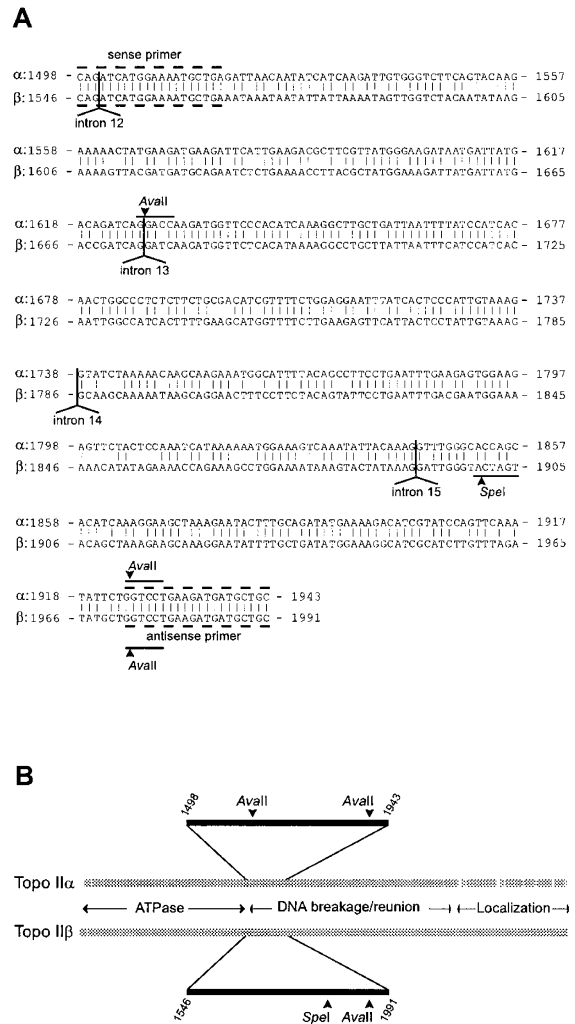 A
sense primer
α:1498 - CAGATCATGGAAAATGCTGAGATTAACAATATCATCAAGATTGTGGGTCTTCAGTACAAG - 1557
β:1546 - CAGATCATGGAAAATGCTGAAATAAATAATATTATTAAAATAGTTGGTCTACAATATAAG - 1605
intron 12
α:1558 - AAAAACTATGAAGATGAAGATTCATTGAAGACGCTTCGTTATGGGAAGATAATGATTATG - 1617
β:1606 - AAAAGTTACGATGATGCAGAATCTCTGAAAACCTTACGCTATGGAAAGATTATGATTATG - 1665
AvaII
α:1618 - ACAGATCAGGACCAAGATGGTTCCCACATCAAAGGCTTGCTGATTAATTTTATCCATCAC - 1677
β:1666 - ACCGATCAGGATCAAGATGGTTCTCACATAAAAGGCCTGCTTATTAATTTCATCCATCAC - 1725
intron 13
α:1678 - AACTGGCCCTCTCTTCTGCGACATCGTTTTCTGGAGGAATTTATCACTCCCATTGTAAAG - 1737
β:1726 - AATTGGCCATCACTTTTGAAGCATGGTTTTCTTGAAGAGTTCATTACTCCTATTGTAAAG - 1785
α:1738 - GTATCTAAAAACAAGCAAGAAATGGCATTTTACAGCCTTCCTGAATTTGAAGAGTGGAAG - 1797
β:1786 - GCAAGCAAAAATAAGCAGGAACTTTCCTTCTACAGTATTCCTGAATTTGACGAATGGAAA - 1845
intron 14
α:1798 - AGTTCTACTCCAAATCATAAAAAATGGAAAGTCAAATATTACAAAGGTTTGGGCACCAGC - 1857
β:1846 - AAACATATAGAAAACCAGAAAGCCTGGAAAATAAAGTACTATAAAGGATTGGGTACTAGT - 1905
intron 15
SpeI
α:1858 - ACATCAAAGGAAGCTAAAGAATACTTTGCAGATATGAAAAGACATCGTATCCAGTTCAAA - 1917
β:1906 - ACAGCTAAAGAAGCAAAGGAATATTTTGCTGATATGGAAAGGCATCGCATCTTGTTTAGA - 1965
AvaII
α:1918 - TATTCTGGTCCTGAAGATGATGCTGC - 1943
β:1966 - TATGCTGGTCCTGAAGATGATGCTGC - 1991
antisense primer
AvaII
B
1498 AvaII AvaII 1943
Topo IIα
ATPase DNA breakage/reunion Localization
Topo IIβ
1546 SpeI AvaII 1991